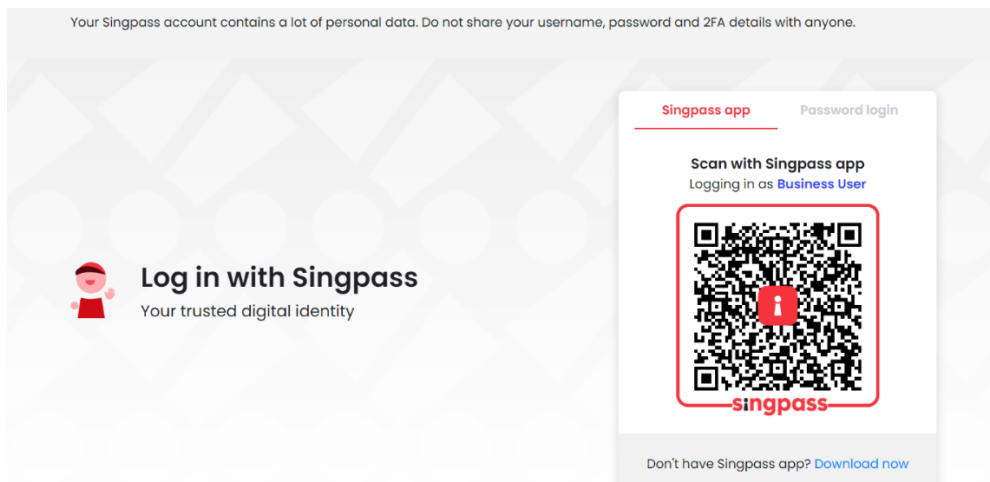 Your Singpass account contains a lot of personal data. Do not share your username, password and 2FA details with anyone.
Singpass app
Password login
Scan with Singpass app
Logging in as Business User
singpass
Log in with Singpass
Your trusted digital identity
Don't have Singpass app? Download now